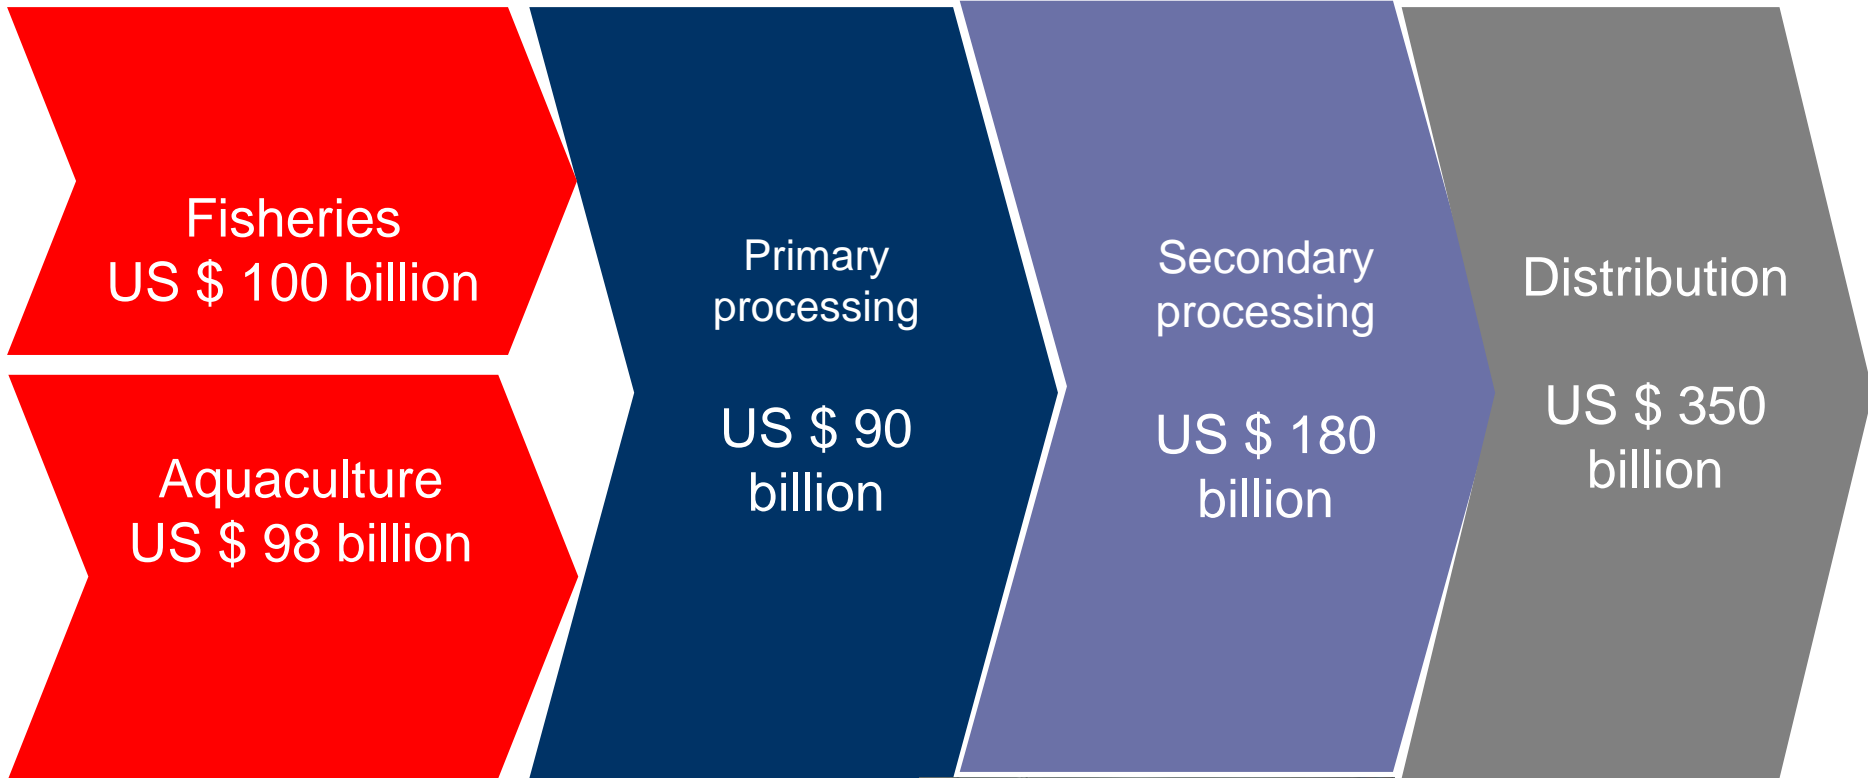 Fisheries
US $ 100 billion
Aquaculture
US $ 98 billion
Primary
processing
US $ 90
billion
Secondary
processing
US $ 180
billion
Distribution
US $ 350
billion